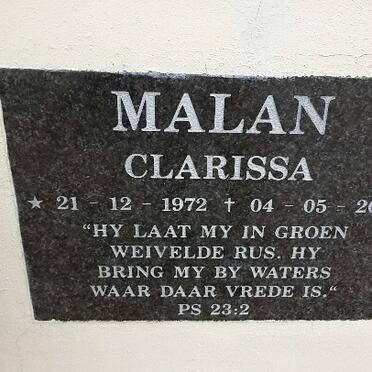 MALAN
CLARISSA
★ 21 - 12 - 1972 † 04 - 05 -
"HY LAAT MY IN GROEN
WEIVELDE RUS. HY
BRING MY BY WATERS
WAAR DAAR VREDE IS."
PS 23:2